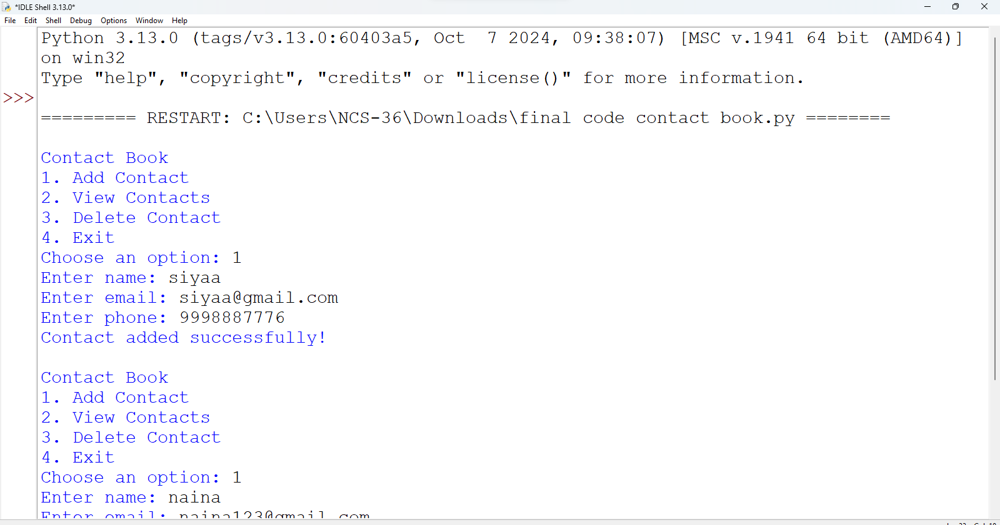 *IDLE Shell 3.13.0*
File Edit Shell Debug Options Window Help
Python 3.13.0 (tags/v3.13.0:60403a5, Oct  7 2024, 09:38:07) [MSC v.1941 64 bit (AMD64)]
on win32
Type "help", "copyright", "credits" or "license()" for more information.
>>>
========= RESTART: C:\Users\NCS-36\Downloads\final code contact book.py ========
Contact Book
1. Add Contact
2. View Contacts
3. Delete Contact
4. Exit
Choose an option: 1
Enter name: siyaa
Enter email: siyaa@gmail.com
Enter phone: 9998887776
Contact added successfully!
Contact Book
1. Add Contact
2. View Contacts
3. Delete Contact
4. Exit
Choose an option: 1
Enter name: naina
Enter email: naina123@gmail.com